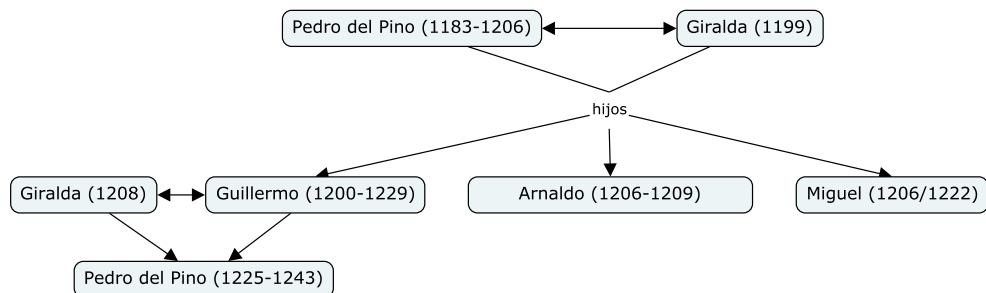 Pedro del Pino (1183-1206)
Giralda (1199)
hijos
Giralda (1208)
Guillermo (1200-1229)
Arnaldo (1206-1209)
Miguel (1206/1222)
Pedro del Pino (1225-1243)